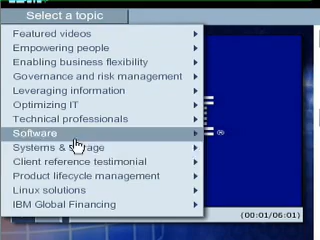 Select a topic
Featured videos
Empowering people
Enabling business flexibility
Governance and risk management
Leveraging information
Optimizing IT
Technical professionals
Software
Systems &
Client reference testimonial
Product lifecycle management
Linux solutions
IBM Global Financing
(00:01/06:01)